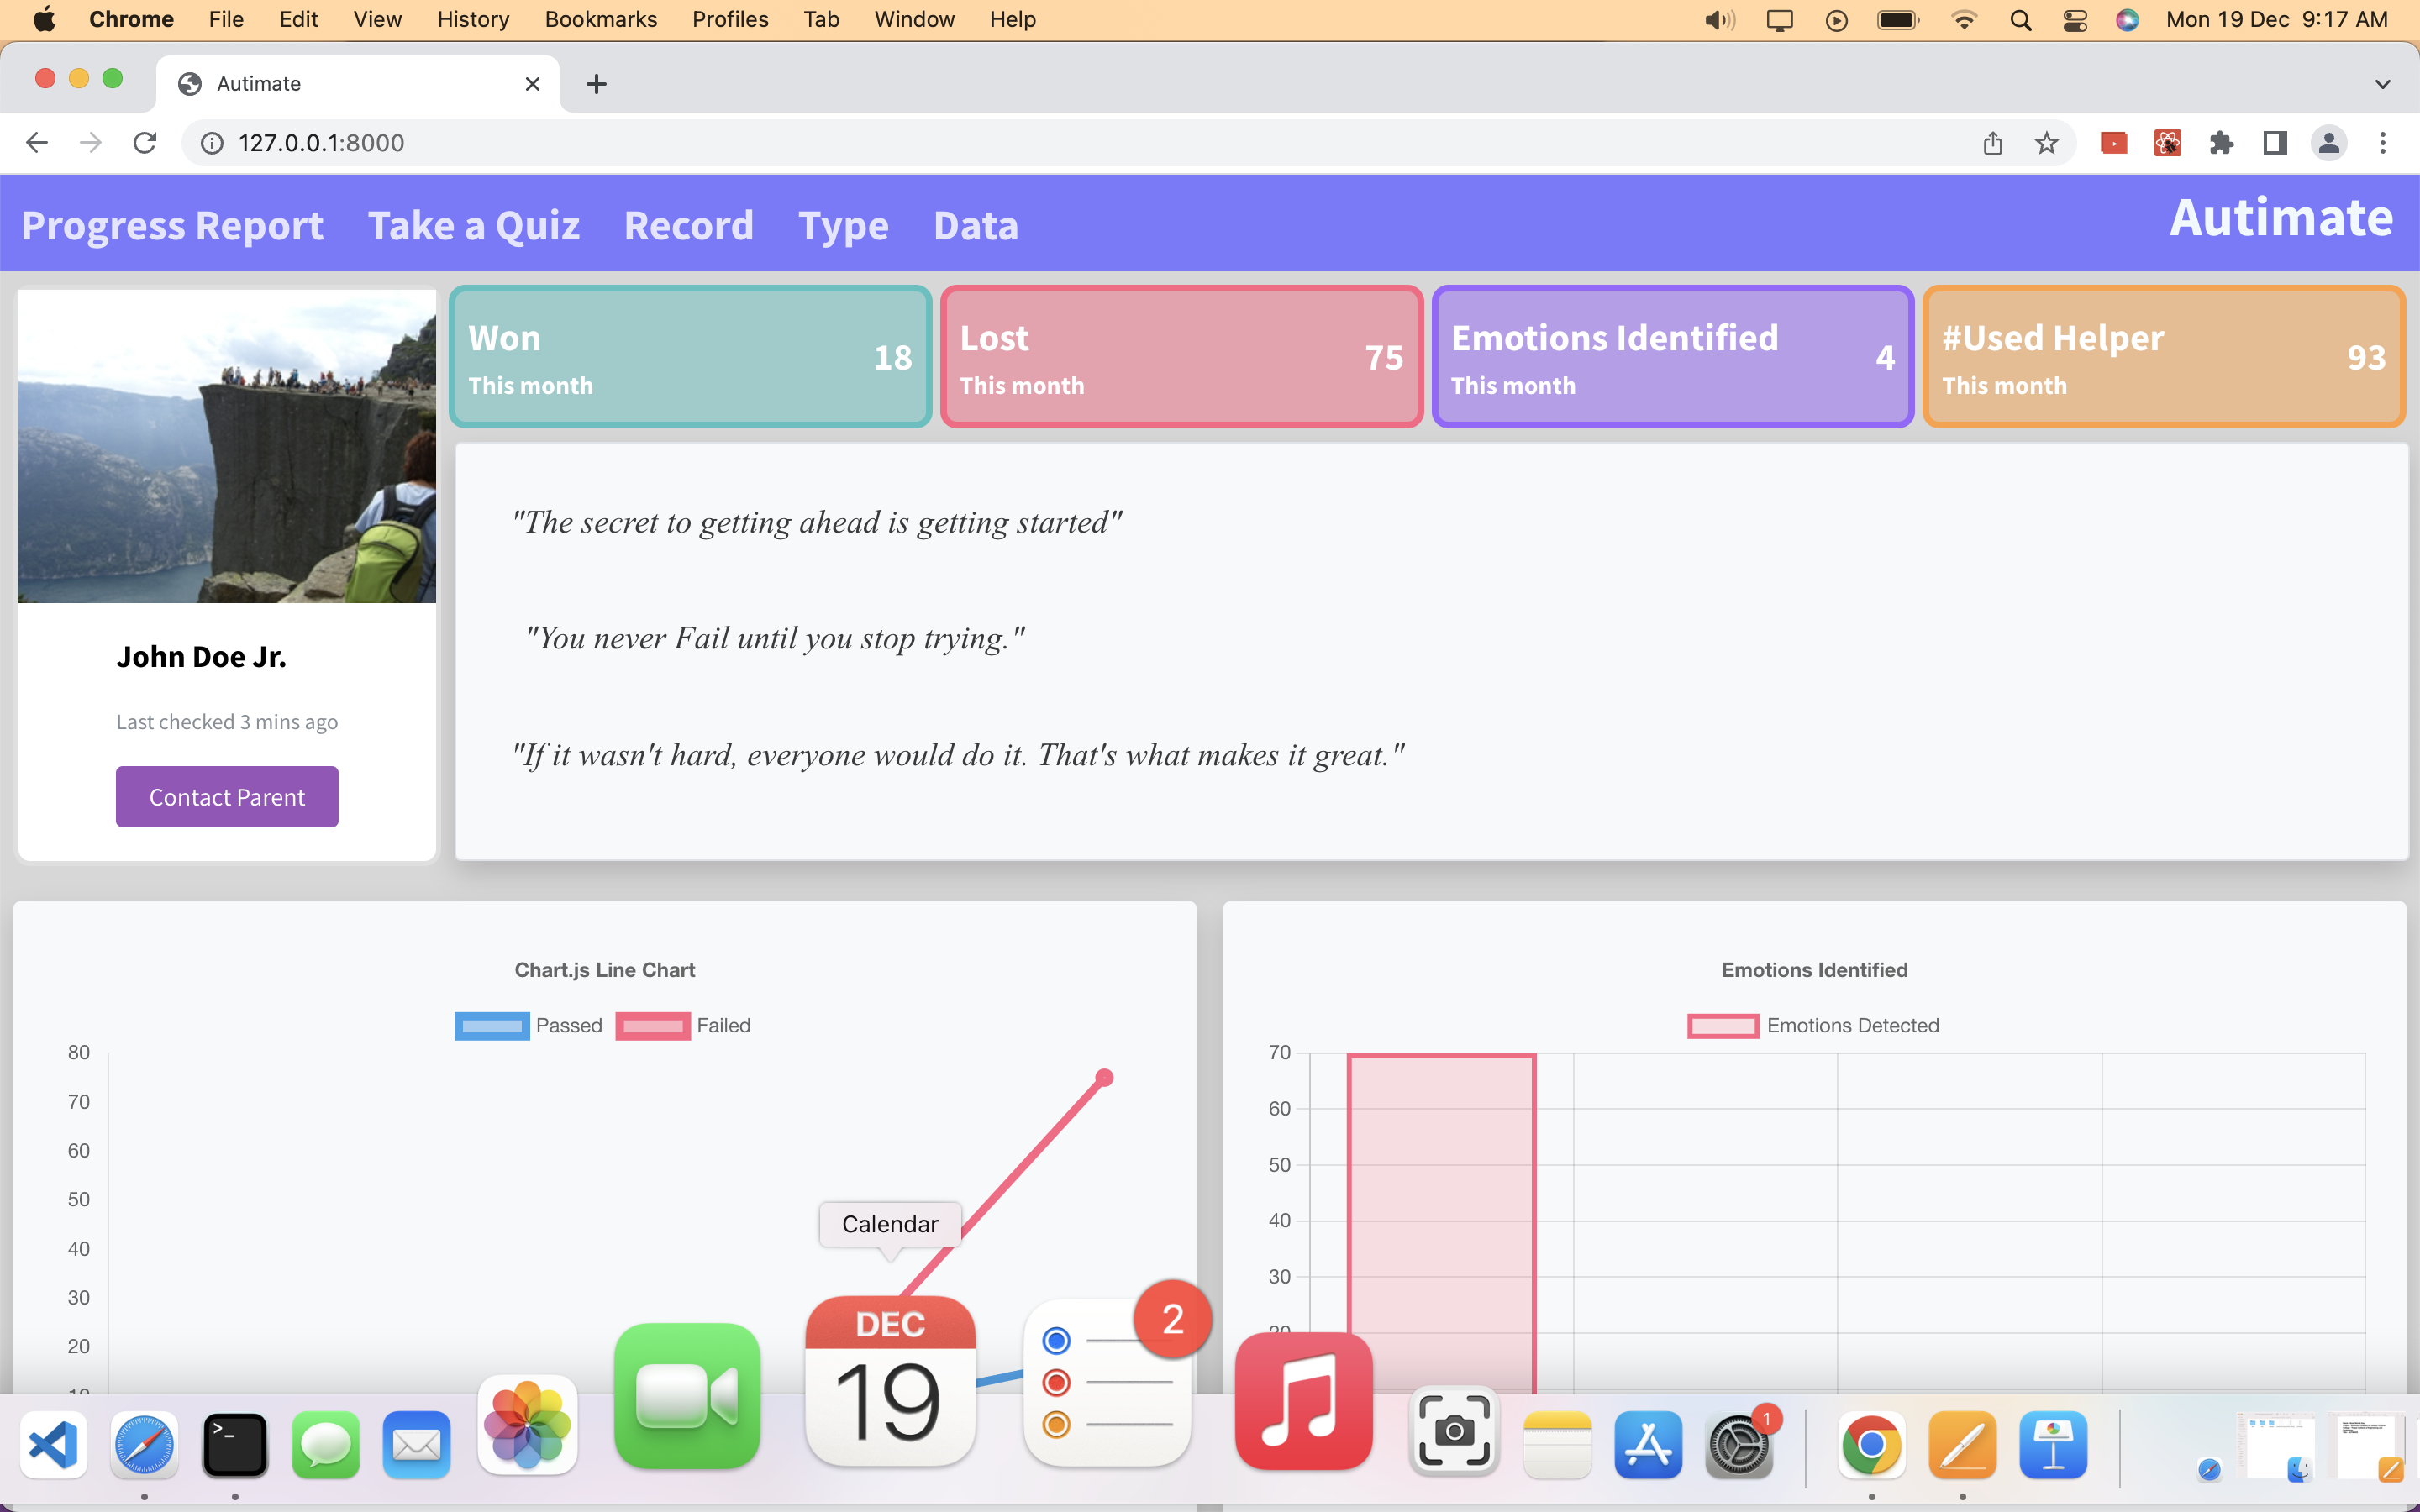 Chrome File Edit View History Bookmarks Profiles Tab Window Help Mon 19 Dec 9:17 AM
Autimate
127.0.0.1:8000
Progress Report Take a Quiz Record Type Data Autimate
Won
This month
18
Lost
This month
75
Emotions Identified
This month
4
#Used Helper
This month
93
John Doe Jr.
Last checked 3 mins ago
Contact Parent
"The secret to getting ahead is getting started"
"You never Fail until you stop trying."
"If it wasn't hard, everyone would do it. That's what makes it great."
Chart.js Line Chart
Passed Failed
80
70
60
50
40
30
20
10
Emotions Identified
Emotions Detected
70
60
50
40
30
20
Calendar
DEC
19
2
1